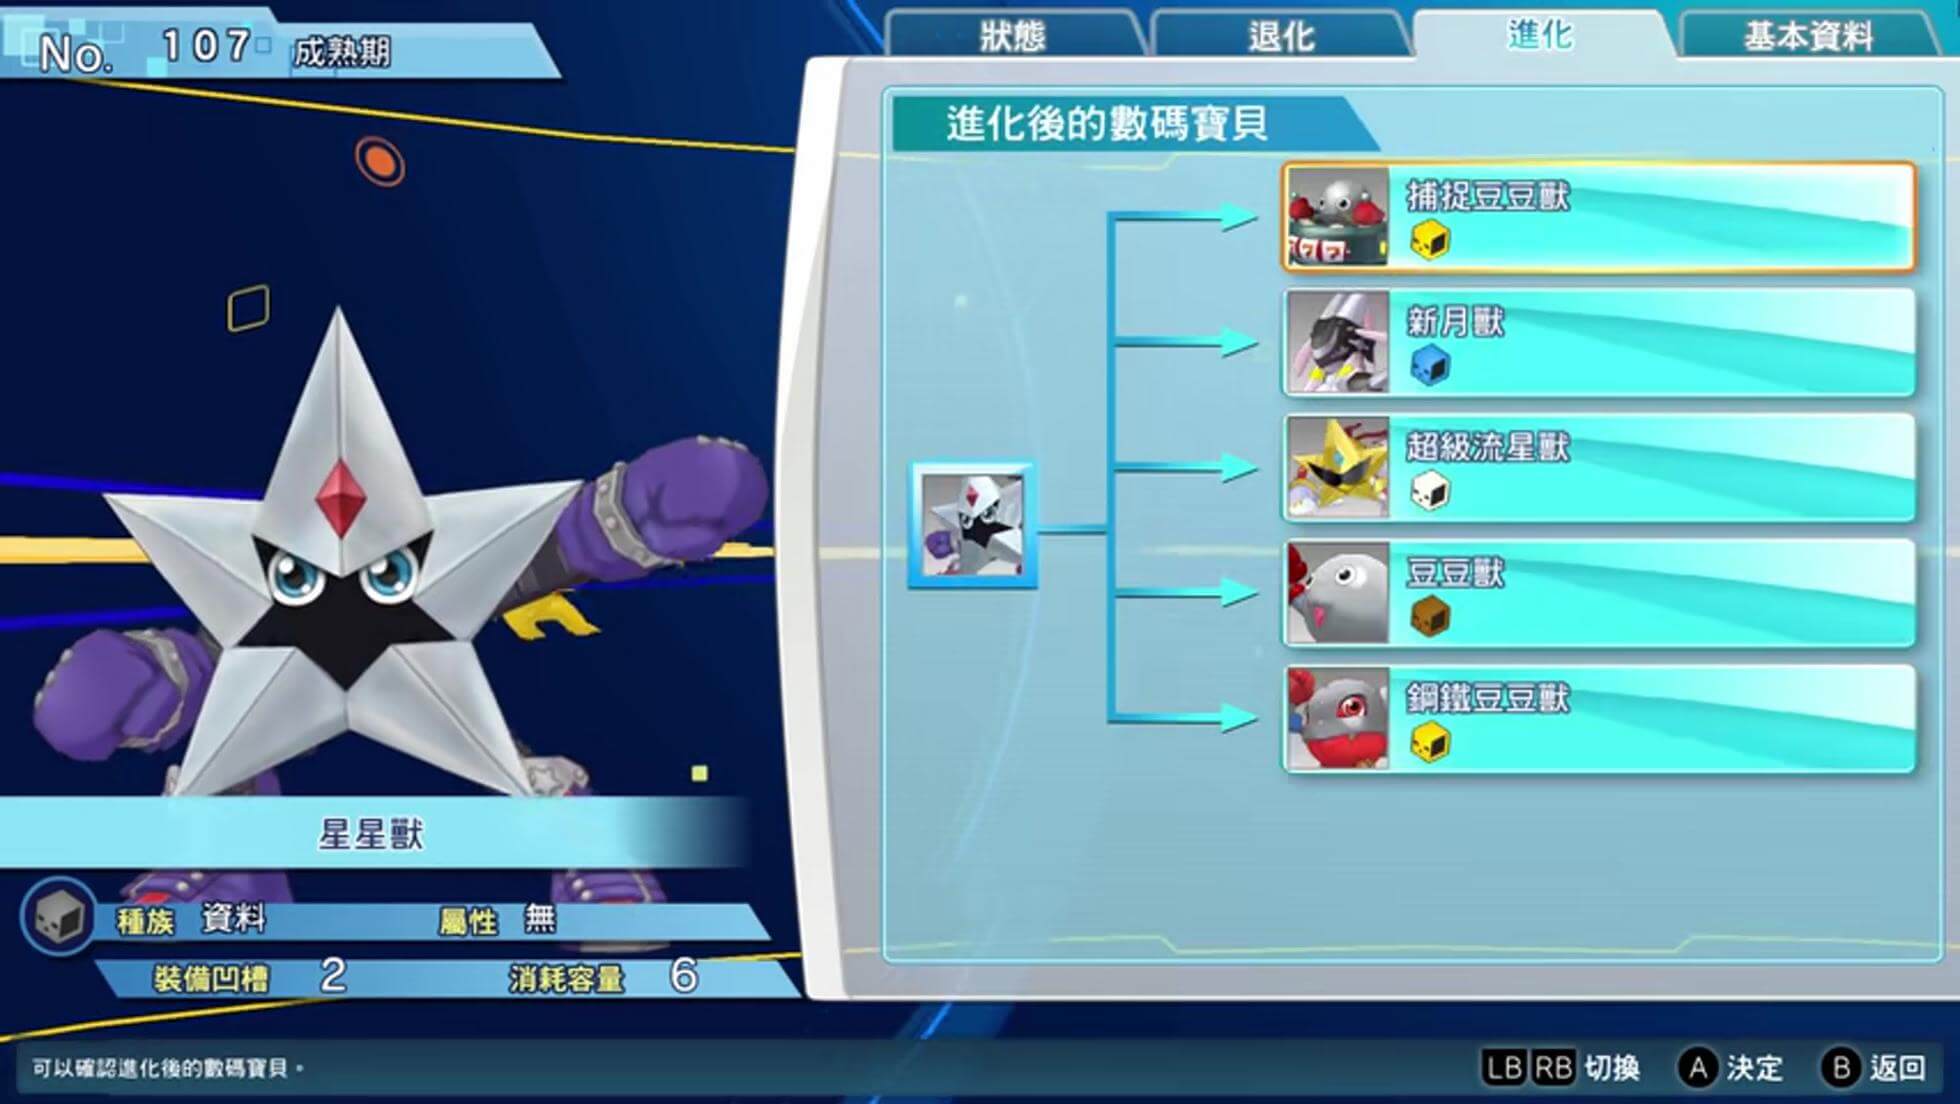 No. 107 成熟期
狀態 退化 進化 基本資料
進化後的數碼寶貝
捕捉豆豆獸
777
新月獸
超級流星獸
豆豆獸
鋼鐵豆豆獸
星星獸
種族 資料 屬性 無
裝備凹槽 2 消耗容量 6
可以確認進化後的數碼寶貝。
LB RB 切換 A 決定 B 返回